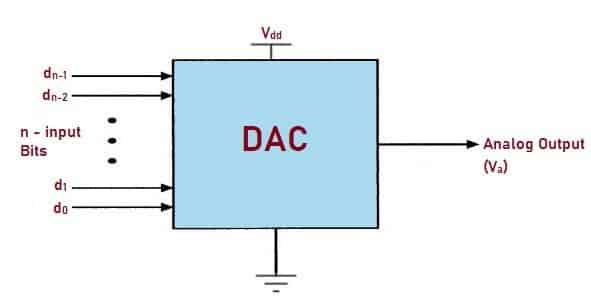 Vdd
dn-1
dn-2
n - input
Bits
DAC
Analog Output
(Va)
d1
d0